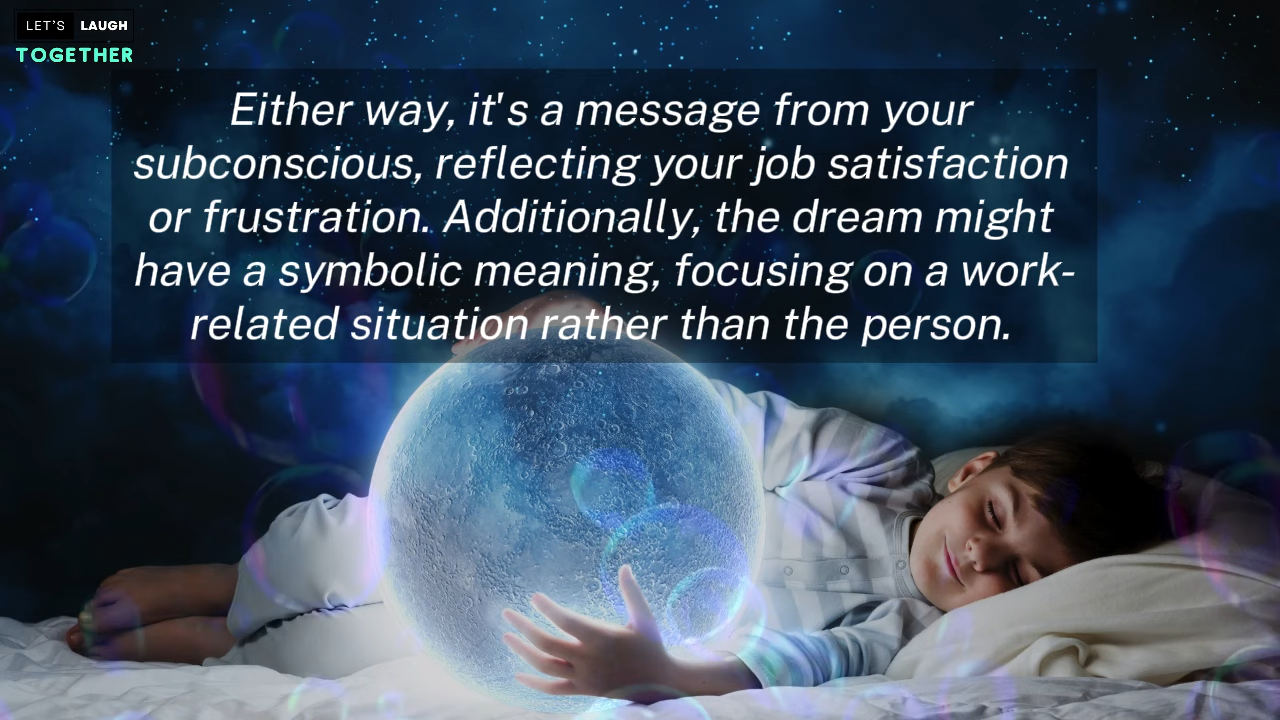 LET'S LAUGH
TOGETHER
Either way, it's a message from your
subconscious, reflecting your job satisfaction
or frustration. Additionally, the dream might
have a symbolic meaning, focusing on a work-
related situation rather than the person.